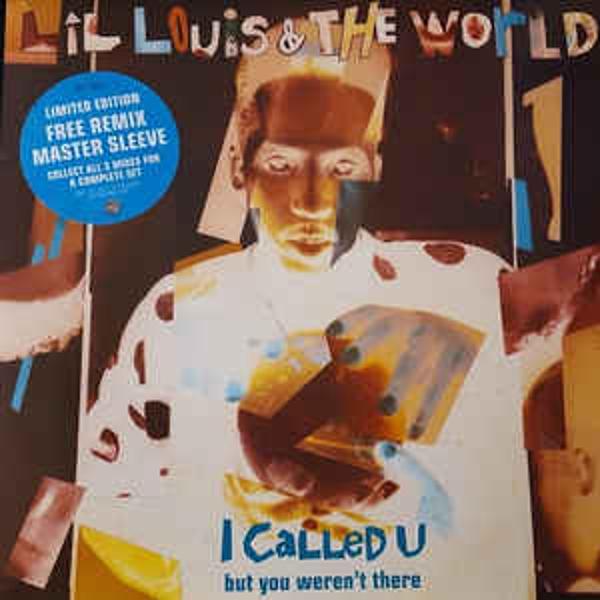 LiL LOUiS & THE WORLD
LIMITED EDITION
FREE REMIX
MASTER SLEEVE
COLLECT ALL 3 MIXES FOR
A COMPLETE SET
I CaLLeD U
but you weren't there